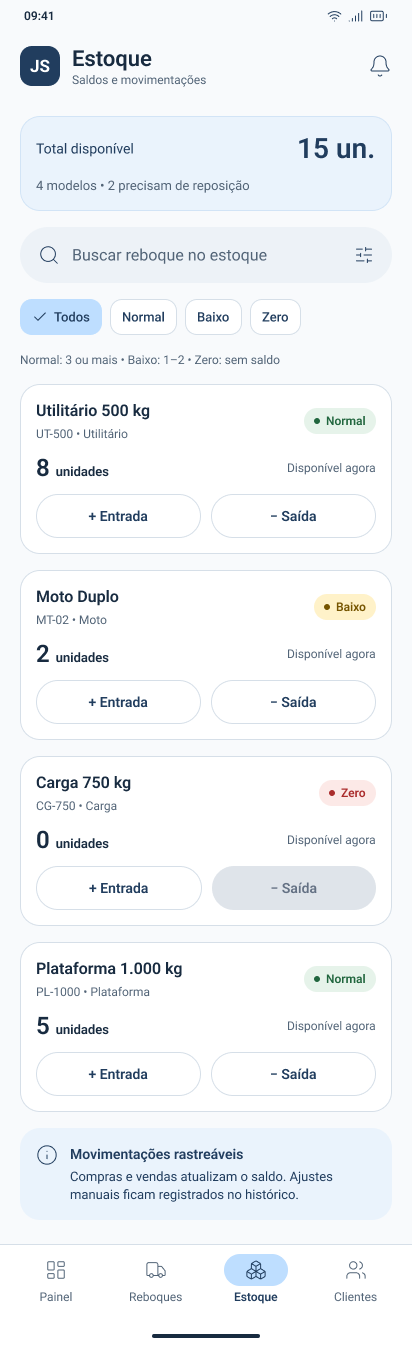 09:41
JS
Estoque
Saldos e movimentações
Total disponível
15 un.
4 modelos • 2 precisam de reposição
Buscar reboque no estoque
Todos
Normal
Baixo
Zero
Normal: 3 ou mais • Baixo: 1–2 • Zero: sem saldo
Utilitário 500 kg
Normal
UT-500 • Utilitário
8 unidades
Disponível agora
+ Entrada
− Saída
Moto Duplo
Baixo
MT-02 • Moto
2 unidades
Disponível agora
+ Entrada
− Saída
Carga 750 kg
Zero
CG-750 • Carga
0 unidades
Disponível agora
+ Entrada
− Saída
Plataforma 1.000 kg
Normal
PL-1000 • Plataforma
5 unidades
Disponível agora
+ Entrada
− Saída
Movimentações rastreáveis
Compras e vendas atualizam o saldo. Ajustes
manuais ficam registrados no histórico.
Painel
Reboques
Estoque
Clientes